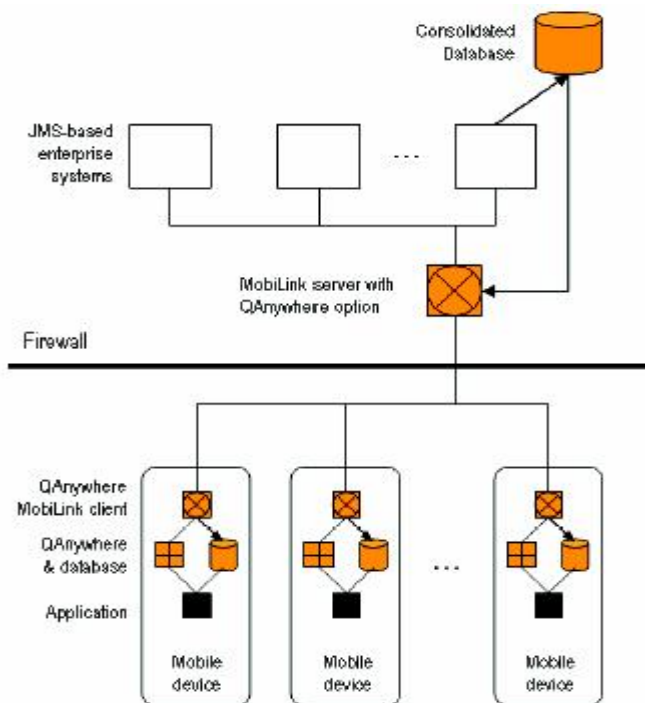 Consolidated
Database
JMS-based
enterprise
systems
. . .
MobiLink server with
QAnywhere option
Firewall
QAnywhere
MobiLink client
QAnywhere
& database
. . .
Application
Mobile
device
Mobile
device
Mobile
device